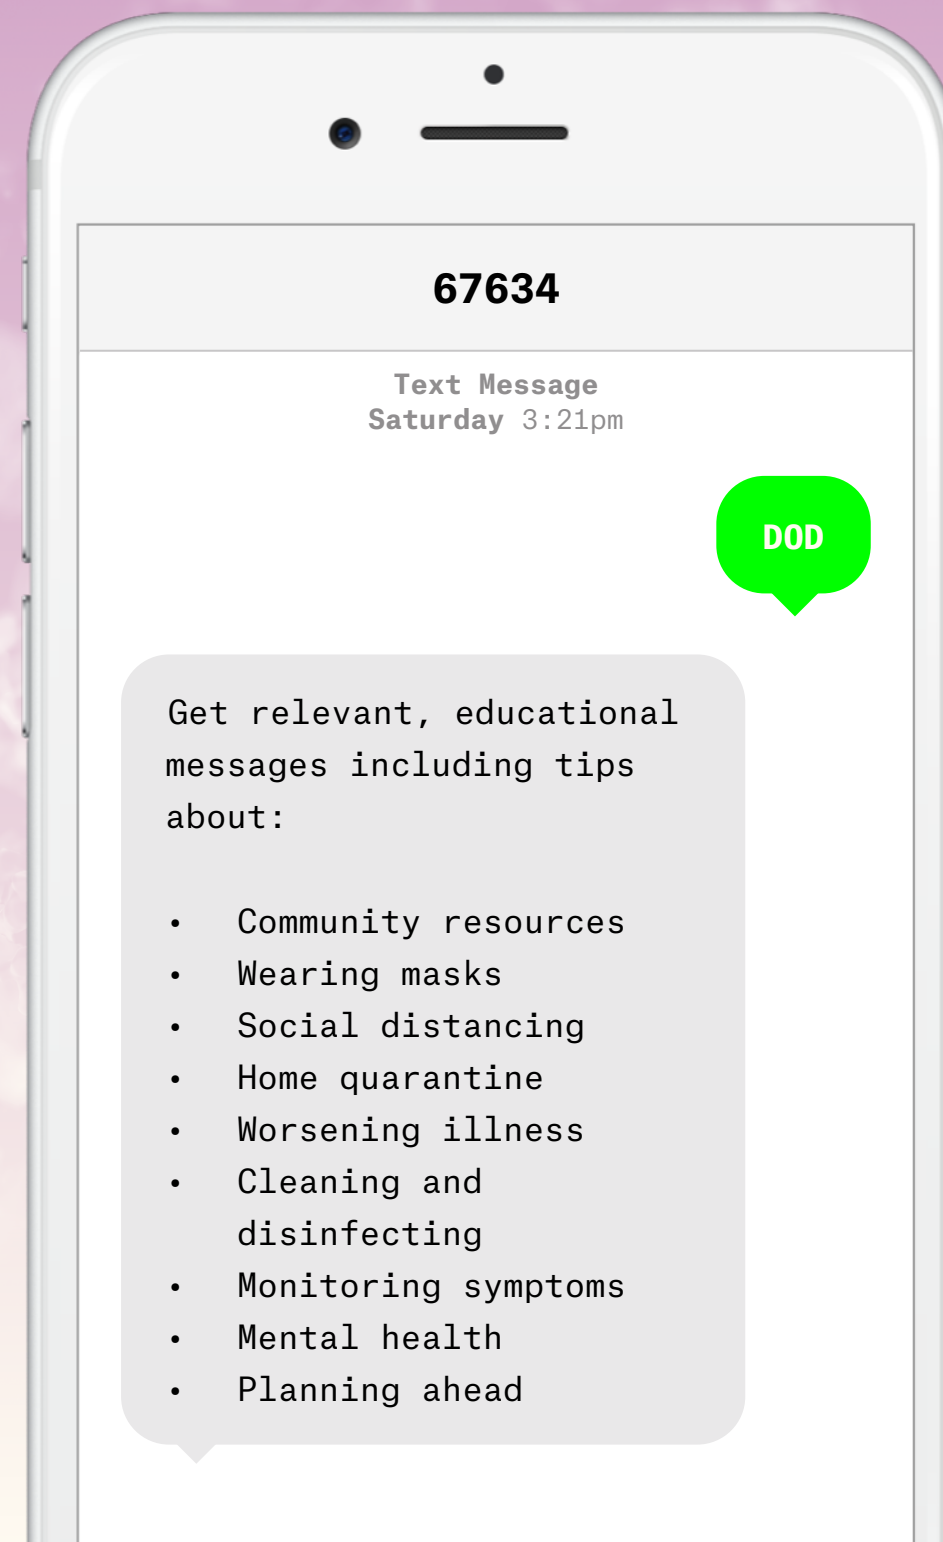 67634
Text Message
Saturday 3:21pm
DOD
Get relevant, educational
messages including tips
about:
• Community resources
• Wearing masks
• Social distancing
• Home quarantine
• Worsening illness
• Cleaning and
disinfecting
• Monitoring symptoms
• Mental health
• Planning ahead